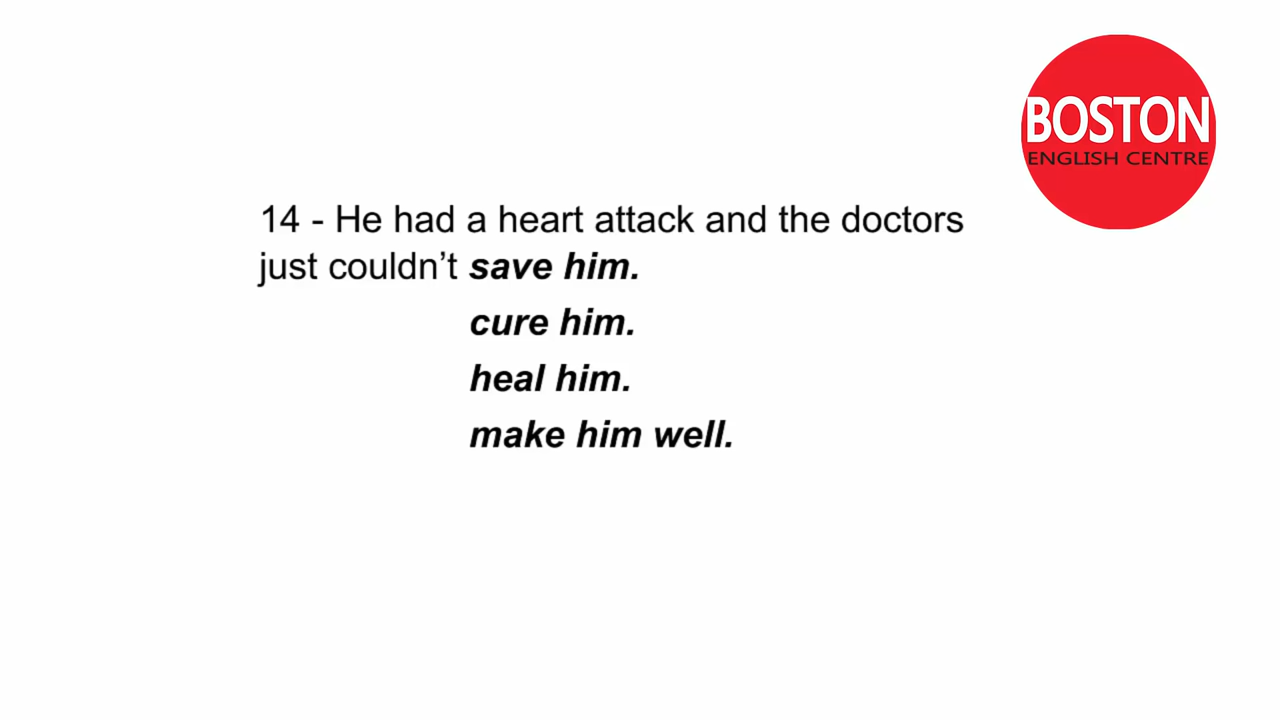 BOSTON
ENGLISH CENTRE
14 - He had a heart attack and the doctors
just couldn’t save him.
cure him.
heal him.
make him well.